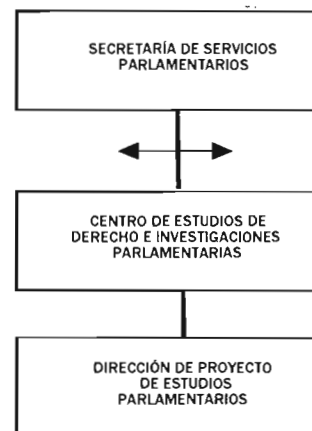 SECRETARÍA DE SERVICIOS
PARLAMENTARIOS
CENTRO DE ESTUDIOS DE
DERECHO E INVESTIGACIONES
PARLAMENTARIAS
DIRECCIÓN DE PROYECTO
DE ESTUDIOS
PARLAMENTARIOS